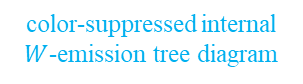 color-suppressed internal
W-emission tree diagram